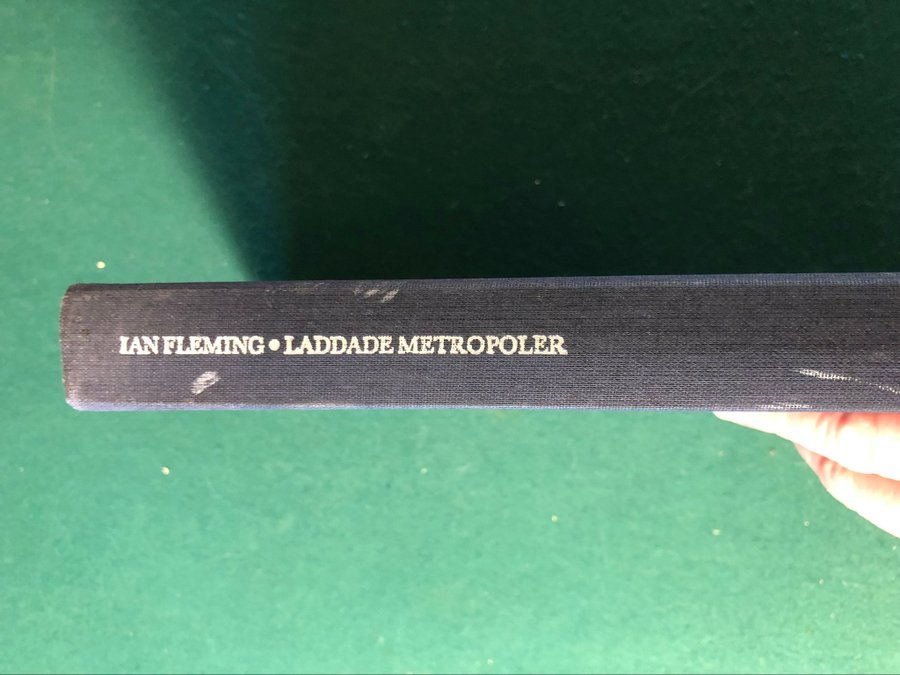 IAN FLEMING • LADDADE METROPOLER